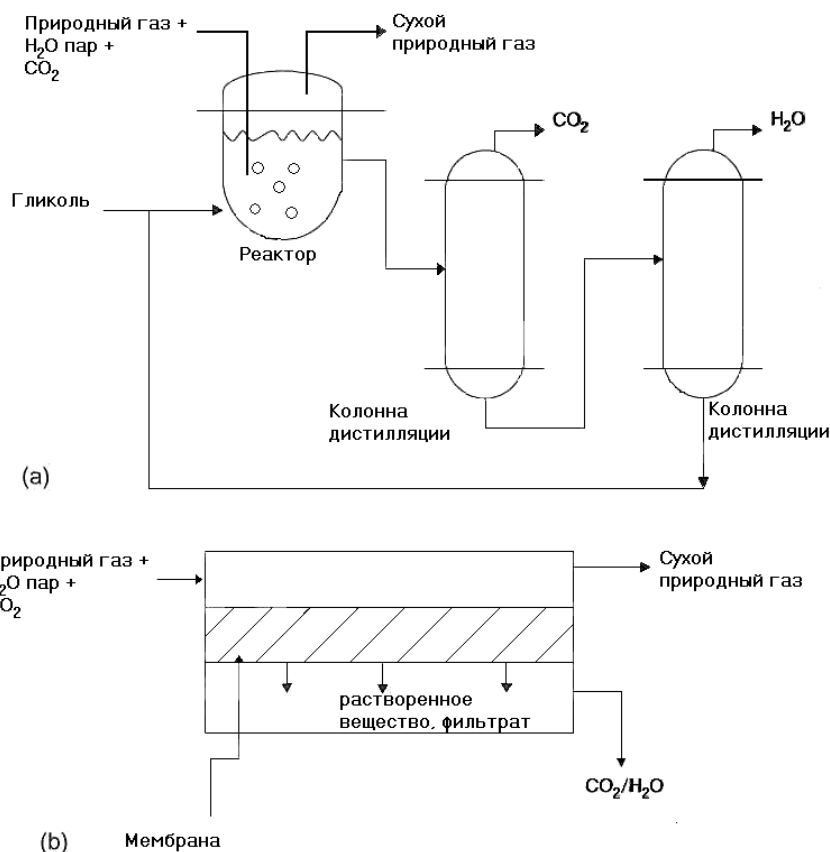 Природный газ +
H₂O пар +
CO₂
Сухой
природный газ
CO₂
H₂O
Гликоль
Реактор
Колонна
дистилляции
Колонна
дистилляции
(a)
риродный газ +
₂O пар +
O₂
Сухой
природный газ
растворенное
вещество, фильтрат
CO₂/H₂O
(b)
Мембрана